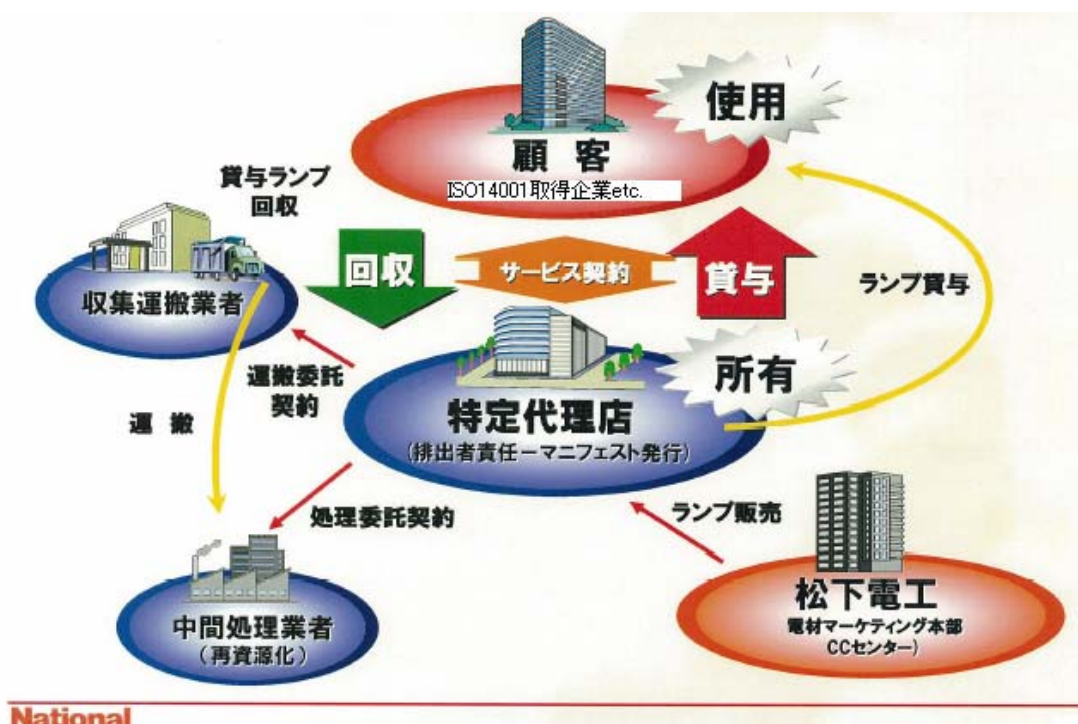 使用
顧客
ISO14001取得企業etc.
貸与ランプ
回収
収集運搬業者
回収
サービス契約
貸与
ランプ貸与
所有
運搬委託
契約
特定代理店
(排出者責任－マニフェスト発行)
運搬
処理委託契約
ランプ販売
中間処理業者
(再資源化)
松下電工
電材マーケティング本部
CCセンター)
National